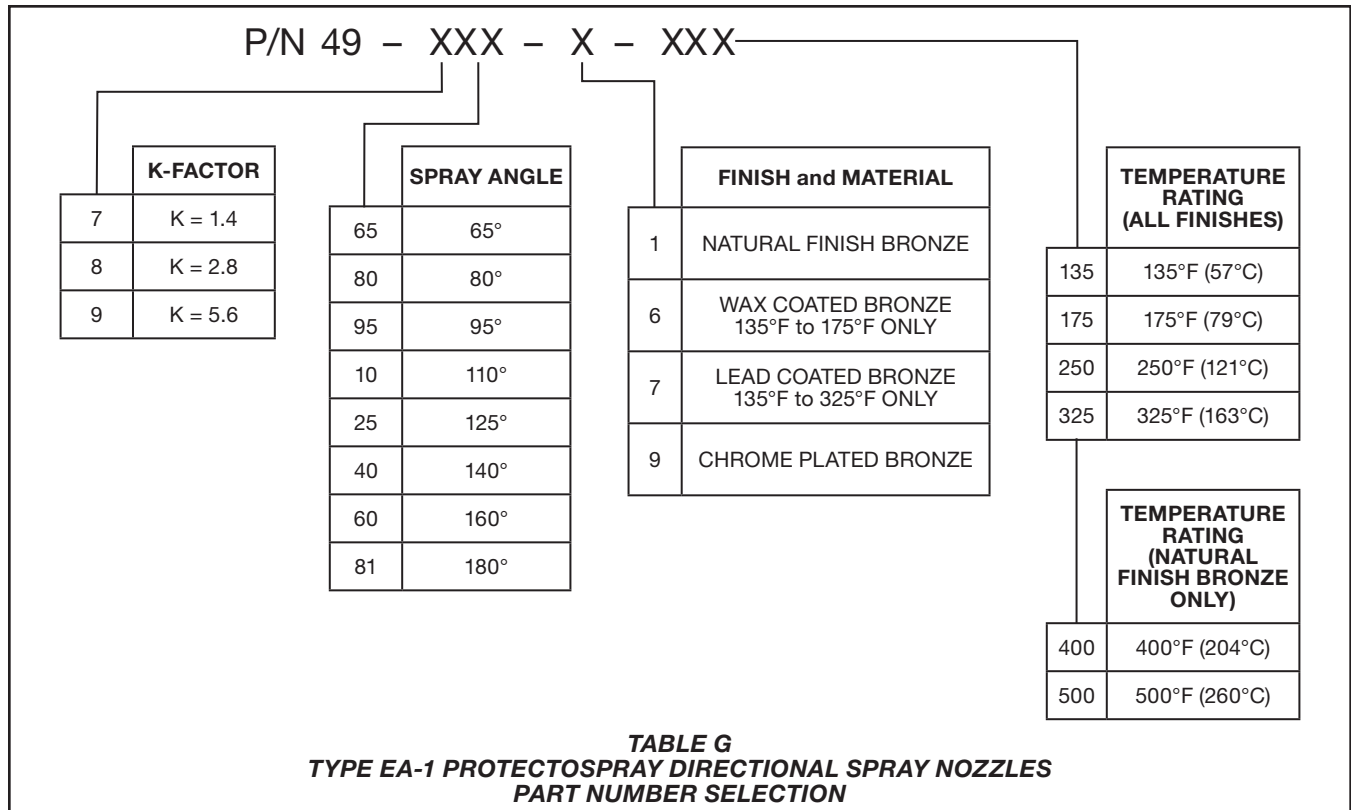 P/N 49 – XXX – X – XXX
K-FACTOR
7 K = 1.4
8 K = 2.8
9 K = 5.6
SPRAY ANGLE
65 65°
80 80°
95 95°
10 110°
25 125°
40 140°
60 160°
81 180°
FINISH and MATERIAL
1 NATURAL FINISH BRONZE
6 WAX COATED BRONZE
135°F to 175°F ONLY
7 LEAD COATED BRONZE
135°F to 325°F ONLY
9 CHROME PLATED BRONZE
TEMPERATURE
RATING
(ALL FINISHES)
135 135°F (57°C)
175 175°F (79°C)
250 250°F (121°C)
325 325°F (163°C)
TEMPERATURE
RATING
(NATURAL
FINISH BRONZE
ONLY)
400 400°F (204°C)
500 500°F (260°C)
TABLE G
TYPE EA-1 PROTECTOSPRAY DIRECTIONAL SPRAY NOZZLES
PART NUMBER SELECTION